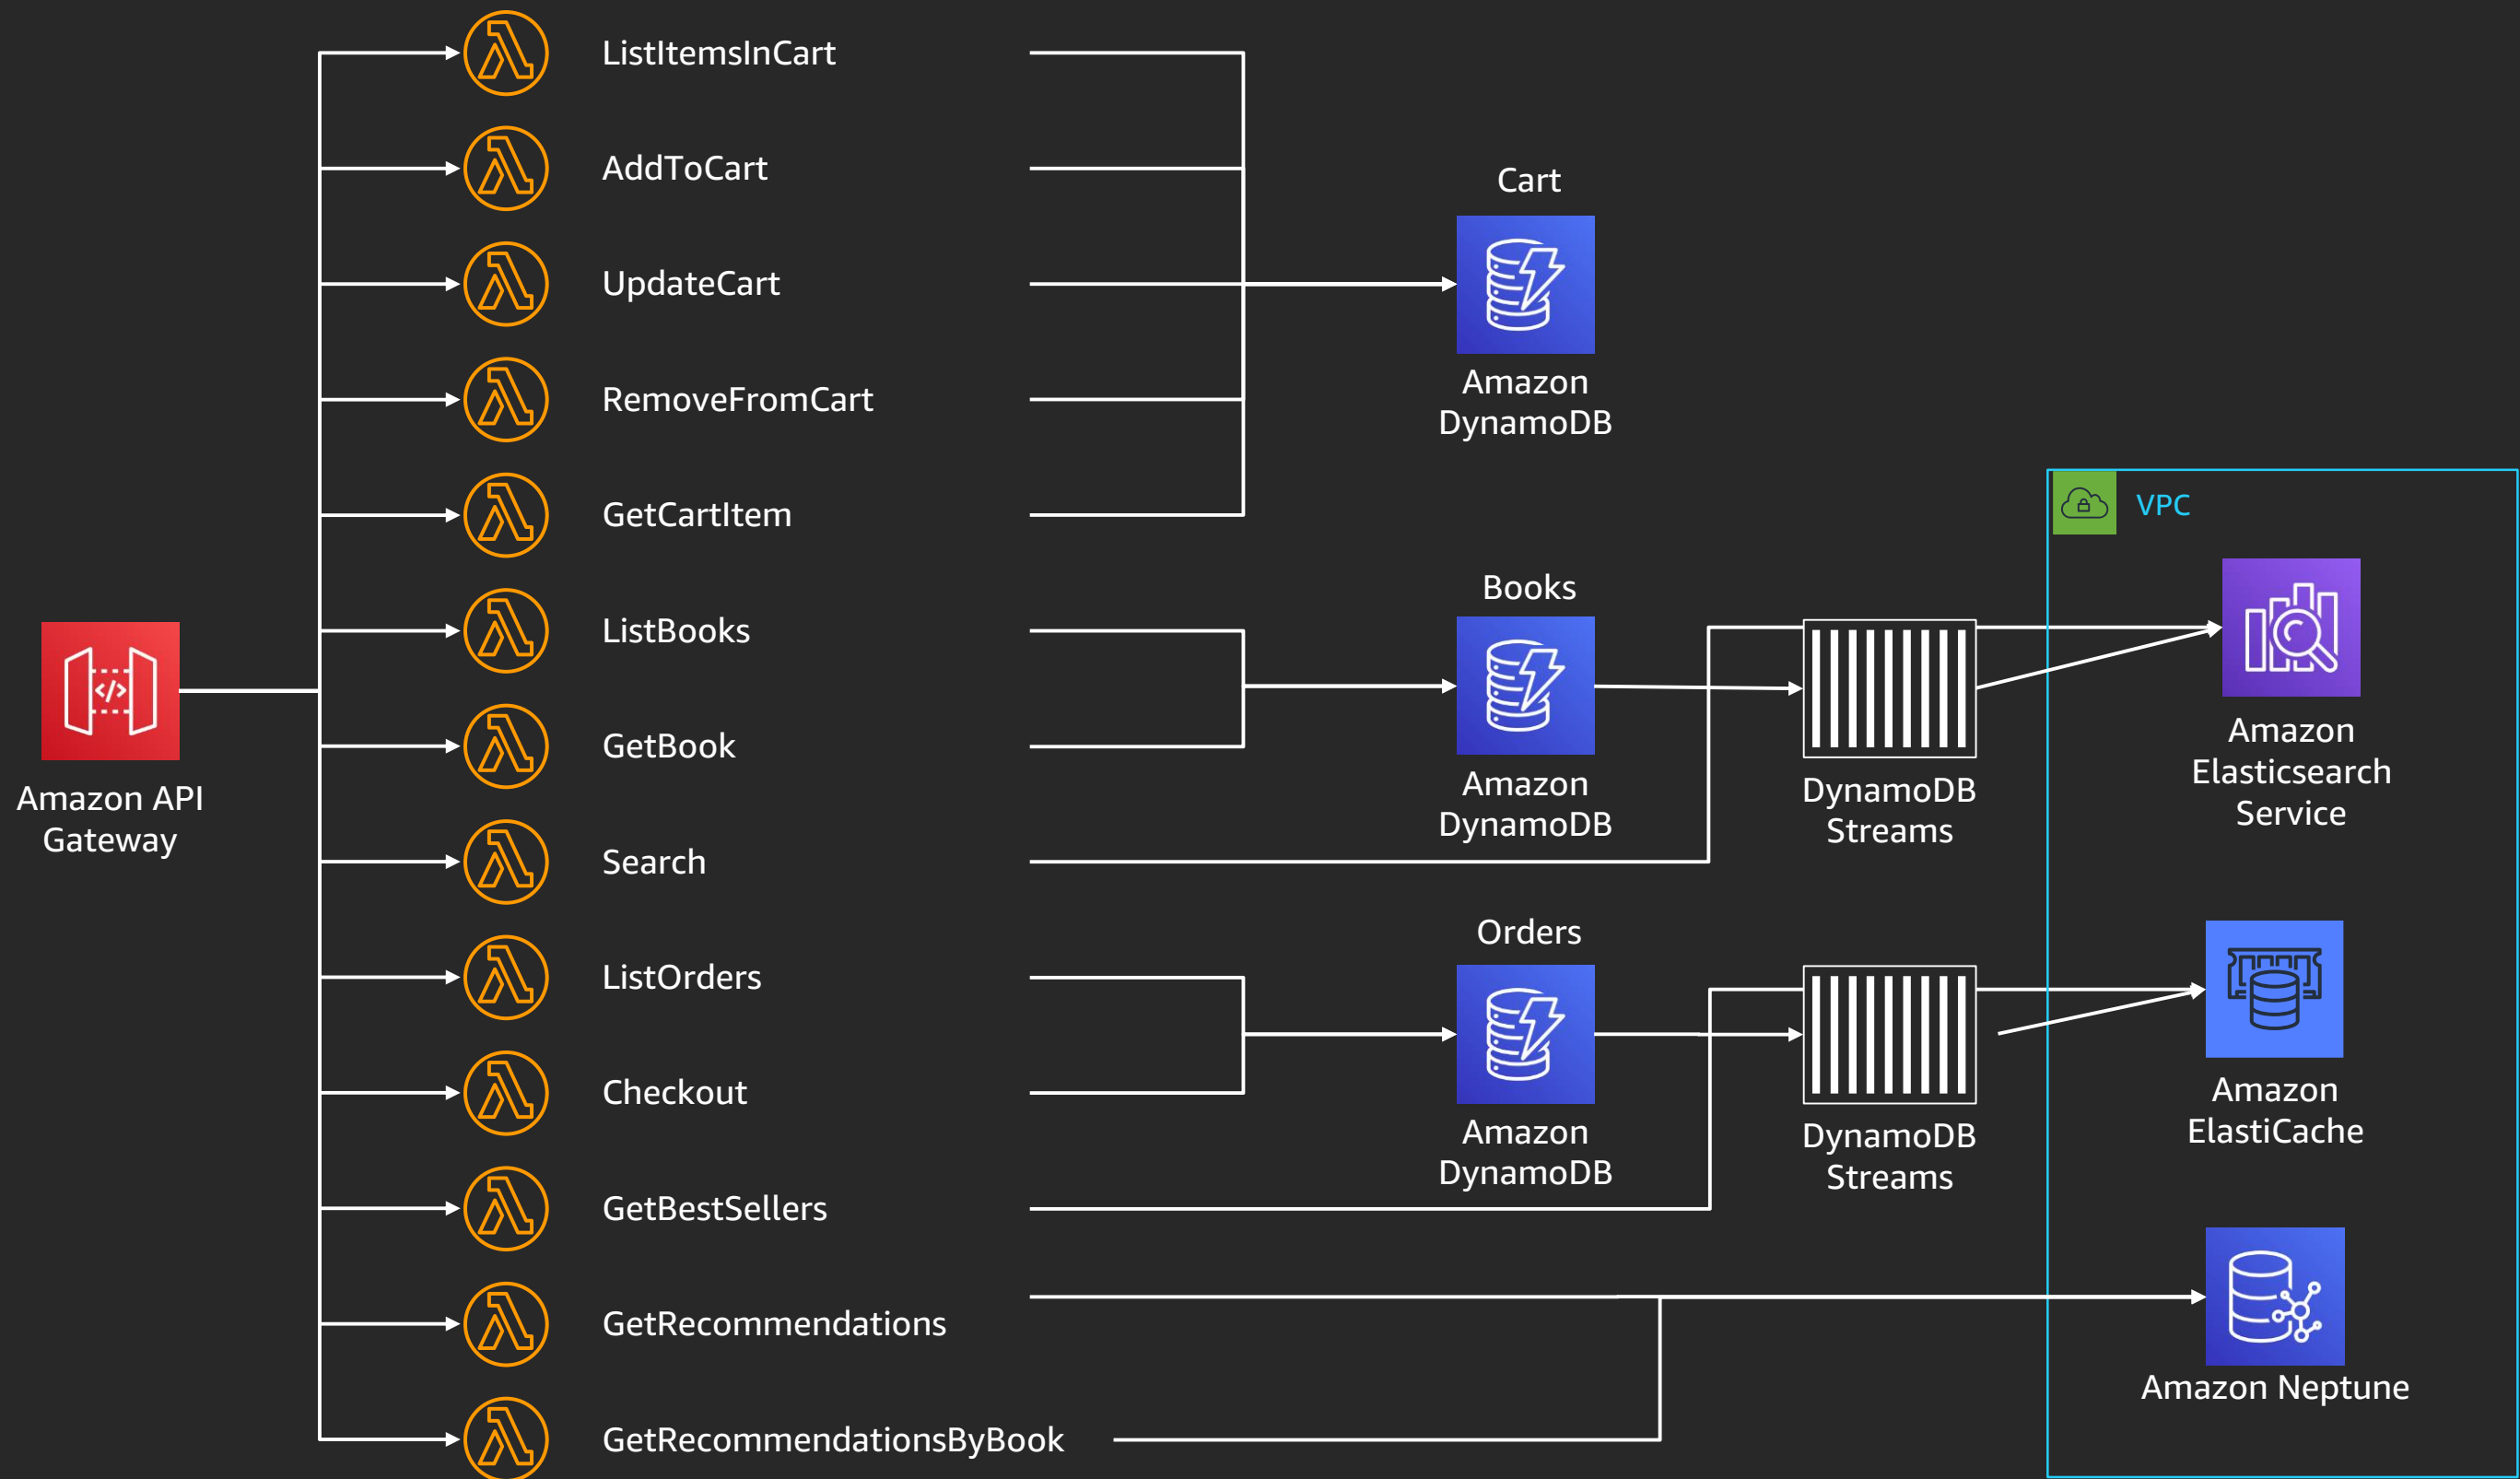 ListItemsInCart
AddToCart
UpdateCart
RemoveFromCart
GetCartItem
ListBooks
GetBook
Search
ListOrders
Checkout
GetBestSellers
GetRecommendations
GetRecommendationsByBook
Amazon API
Gateway
Cart
Amazon
DynamoDB
Books
Amazon
DynamoDB
Orders
Amazon
DynamoDB
DynamoDB
Streams
DynamoDB
Streams
VPC
Amazon
Elasticsearch
Service
Amazon
ElastiCache
Amazon Neptune